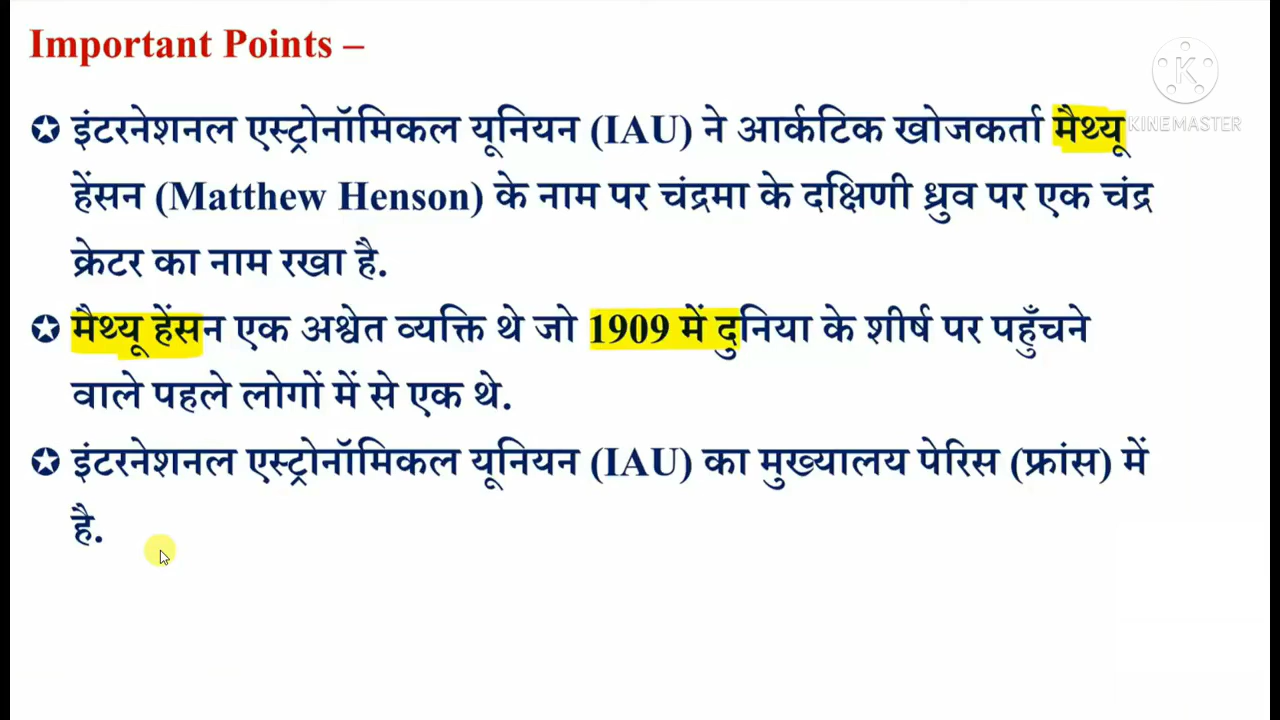 Important Points –
KINEMASTER
✪ इंटरनेशनल एस्ट्रोनॉमिकल यूनियन (IAU) ने आर्कटिक खोजकर्ता मैथ्यू
हेंसन (Matthew Henson) के नाम पर चंद्रमा के दक्षिणी ध्रुव पर एक चंद्र
क्रेटर का नाम रखा है.
✪ मैथ्यू हेंसन एक अश्वेत व्यक्ति थे जो 1909 में दुनिया के शीर्ष पर पहुँचने
वाले पहले लोगों में से एक थे.
✪ इंटरनेशनल एस्ट्रोनॉमिकल यूनियन (IAU) का मुख्यालय पेरिस (फ्रांस) में
है.